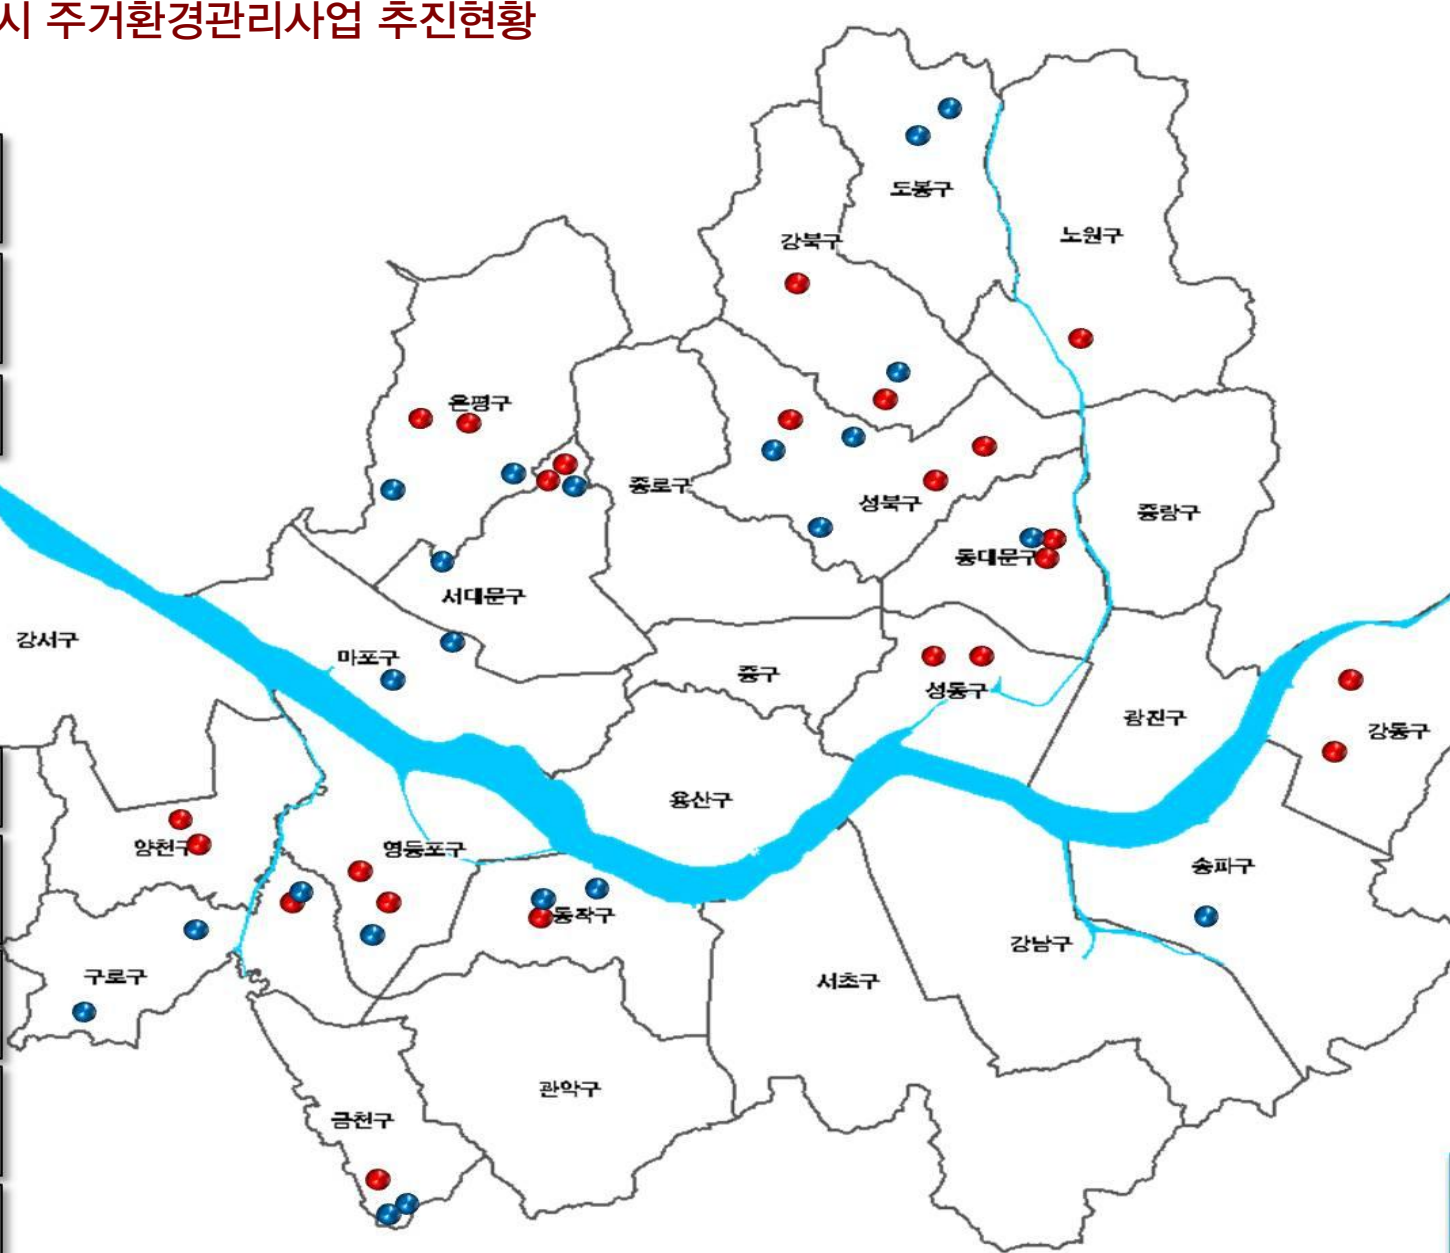 시 주거환경관리사업 추진현황
도봉구
노원구
강북구
은평구
종로구
성북구
중랑구
동대문구
서대문구
강서구
마포구
중구
성동구
광진구
강동구
용산구
양천구
영등포구
송파구
동작구
강남구
구로구
서초구
관악구
금천구